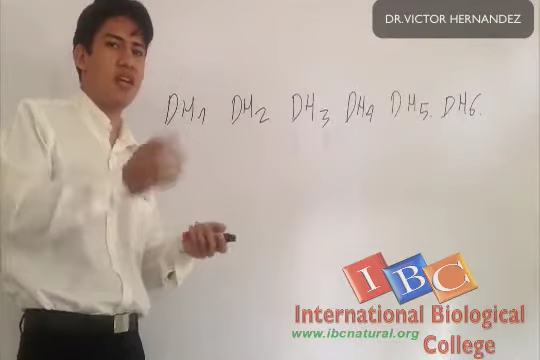 DR.VICTOR HERNANDEZ
DH1 DH2 DH3 DH4 DH5. DH6.
IBC
International Biological
www.ibcnatural.org
College